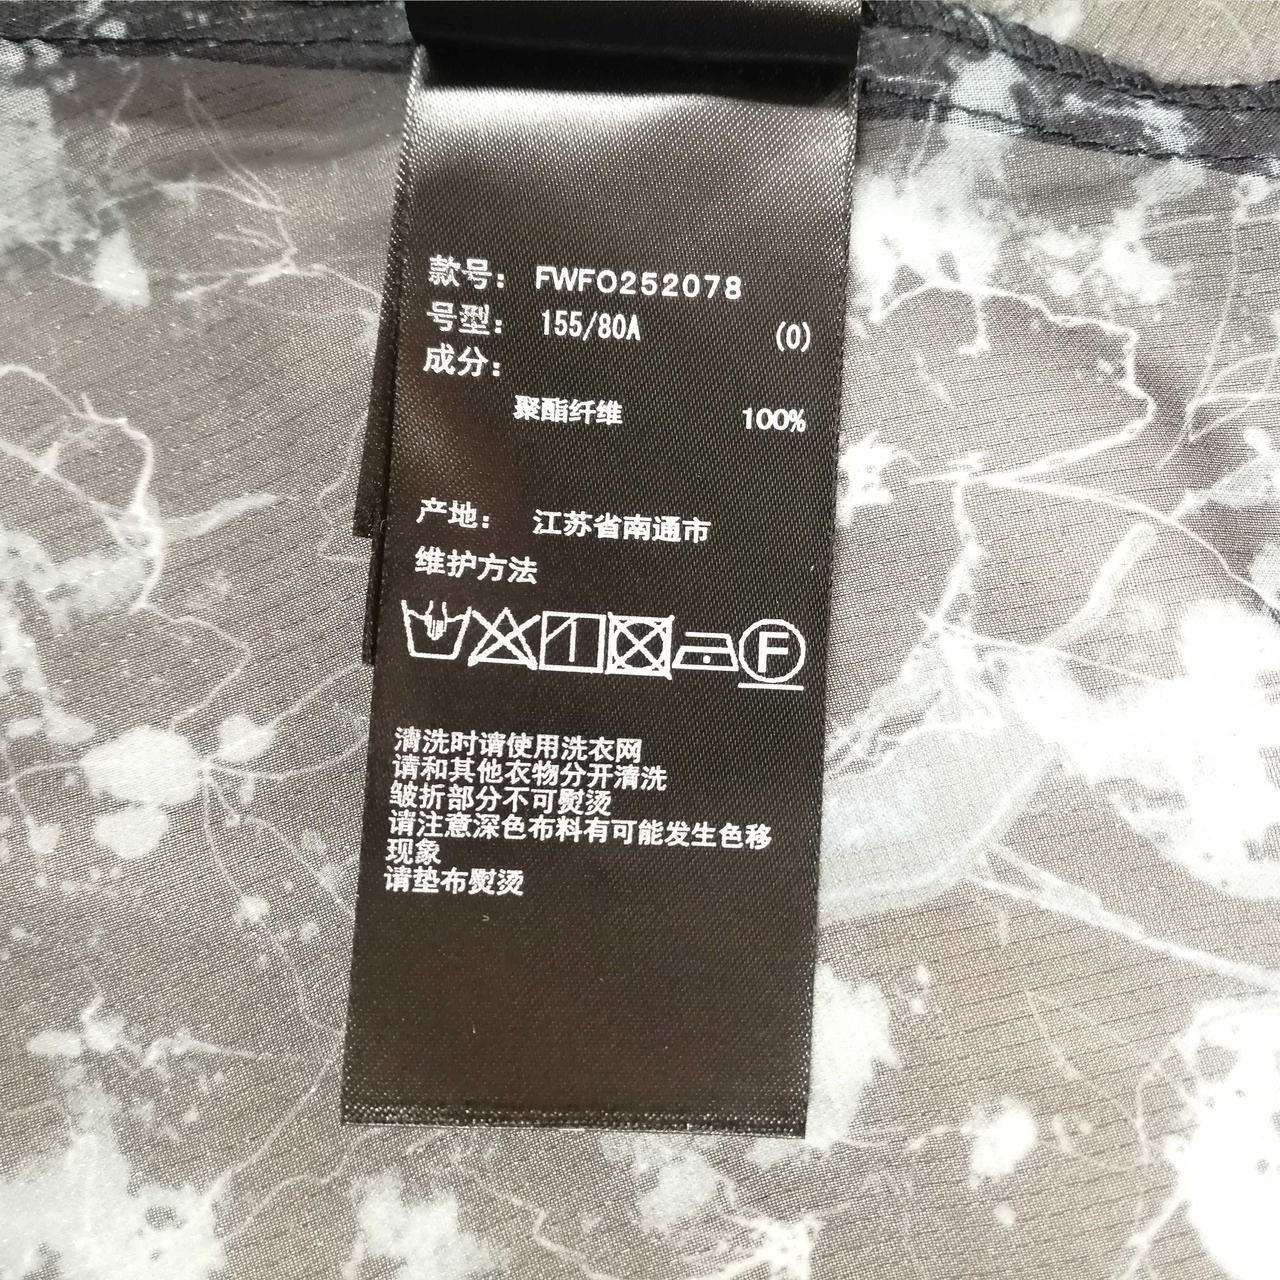 款号: FWFO252078
号型: 155/80A (0)
成分:
聚酯纤维 100%
产地: 江苏省南通市
维护方法
F
清洗时请使用洗衣网
请和其他衣物分开清洗
皱折部分不可熨烫
请注意深色布料有可能发生色移
现象
请垫布熨烫